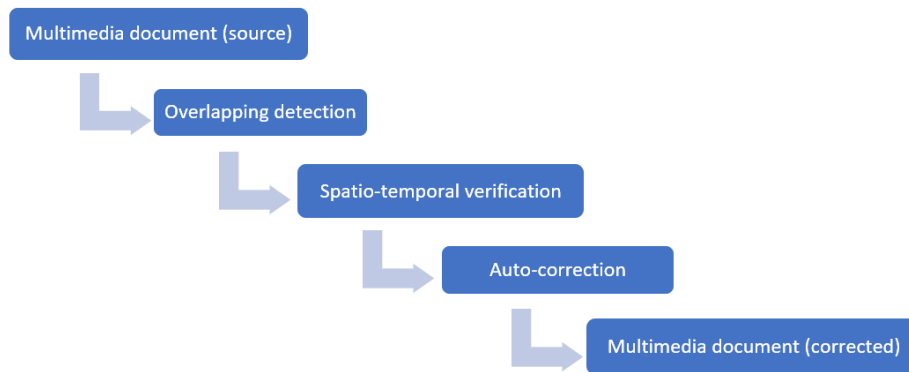 Multimedia document (source)
Overlapping detection
Spatio-temporal verification
Auto-correction
Multimedia document (corrected)